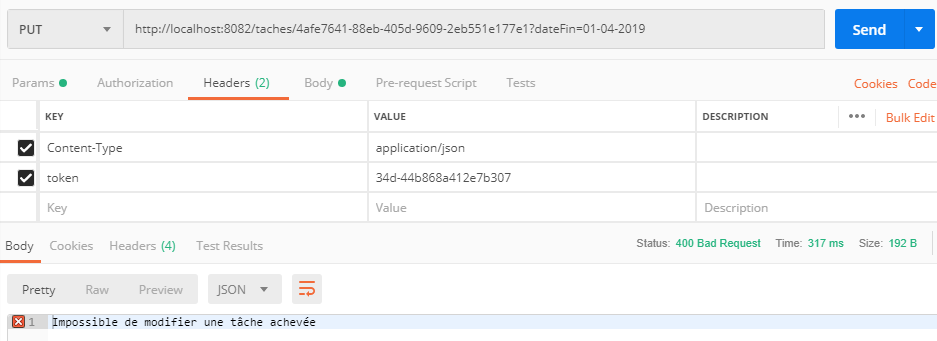 PUT http://localhost:8082/taches/4afe7641-88eb-405d-9609-2eb551e177e1?dateFin=01-04-2019 Send
Params Authorization Headers (2) Body Pre-request Script Tests Cookies Code
KEY VALUE DESCRIPTION ••• Bulk Edit
Content-Type application/json
token 34d-44b868a412e7b307
Key Value Description
Body Cookies Headers (4) Test Results Status: 400 Bad Request Time: 317 ms Size: 192 B
Pretty Raw Preview JSON
1 Impossible de modifier une tâche achevée